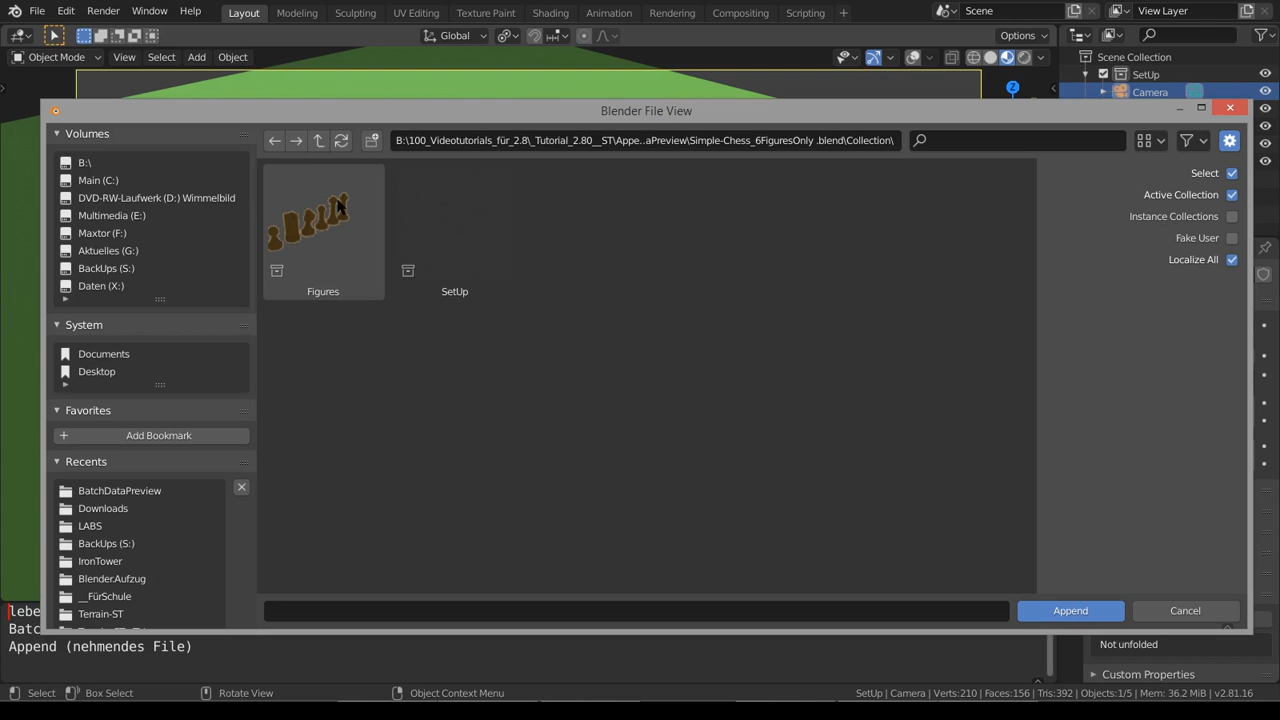 File Edit Render Window Help Layout Modeling Sculpting UV Editing Texture Paint Shading Animation Rendering Compositing Scripting + Scene View Layer
Global Options
Object Mode View Select Add Object Scene Collection
SetUp
Camera
Blender File View
Volumes
B:\100_Videotutorials_für_2.8\_Tutorial_2.80__ST\Appe..aPreview\Simple-Chess_6FiguresOnly .blend\Collection\
B:\
Main (C:)
DVD-RW-Laufwerk (D:) Wimmelbild
Multimedia (E:)
Maxtor (F:)
Aktuelles (G:)
BackUps (S:)
Daten (X:)
System
Documents
Desktop
Favorites
Add Bookmark
Recents
BatchDataPreview
Downloads
LABS
BackUps (S:)
IronTower
Blender.Aufzug
__FürSchule
Terrain-ST
Figures
SetUp
Select
Active Collection
Instance Collections
Fake User
Localize All
Append Cancel
lebe
Batc
Append (nehmendes File)
Not unfolded
Custom Properties
Select Box Select Rotate View Object Context Menu SetUp | Camera | Verts:210 | Faces:156 | Tris:392 | Objects:1/5 | Mem: 36.2 MiB | v2.81.16